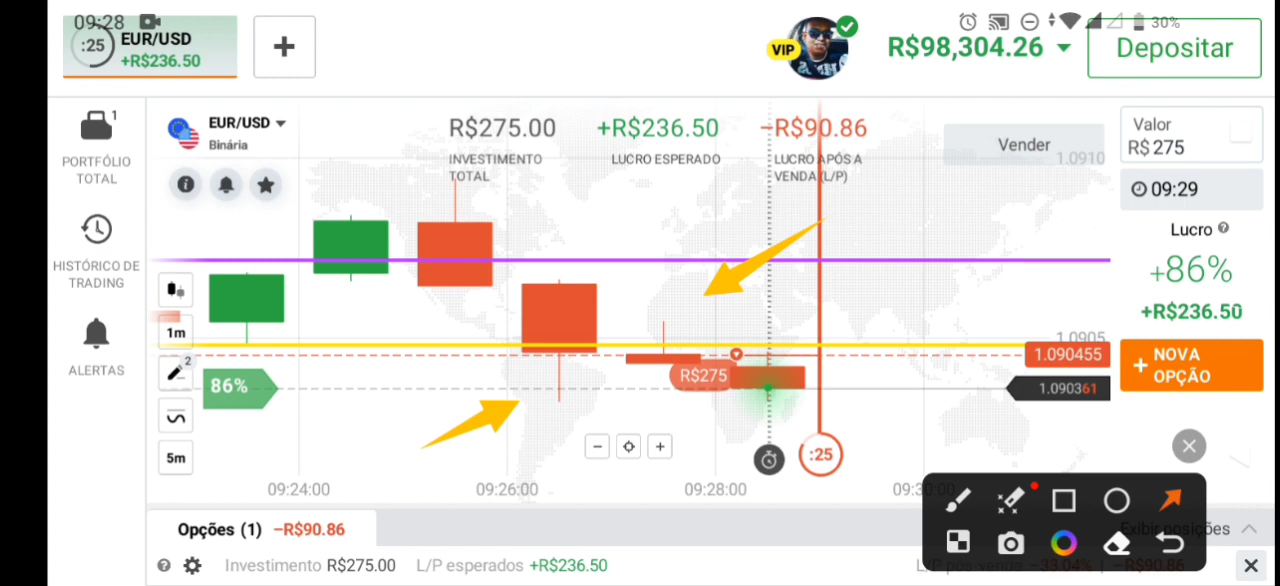 09:28
30%
:25
EUR/USD
+R$236.50
+
VIP
R$98,304.26
Depositar
1
PORTFÓLIO
TOTAL
HISTÓRICO DE
TRADING
ALERTAS
EUR/USD
Binária
R$275.00
INVESTIMENTO
TOTAL
+R$236.50
LUCRO ESPERADO
−R$90.86
LUCRO APÓS A
VENDA (L/P)
Vender
1.0910
Valor
R$ 275
09:29
Lucro
+86%
+R$236.50
+ NOVA
OPÇÃO
1m
2
86%
5m
R$275
1.0905
1.090455
1.090361
:25
09:24:00
09:26:00
09:28:00
09:30:00
Opções (1) −R$90.86
Exibir posições
Investimento R$275.00 L/P esperados +R$236.50
L/P pós venda −33.04% | −R$90.86